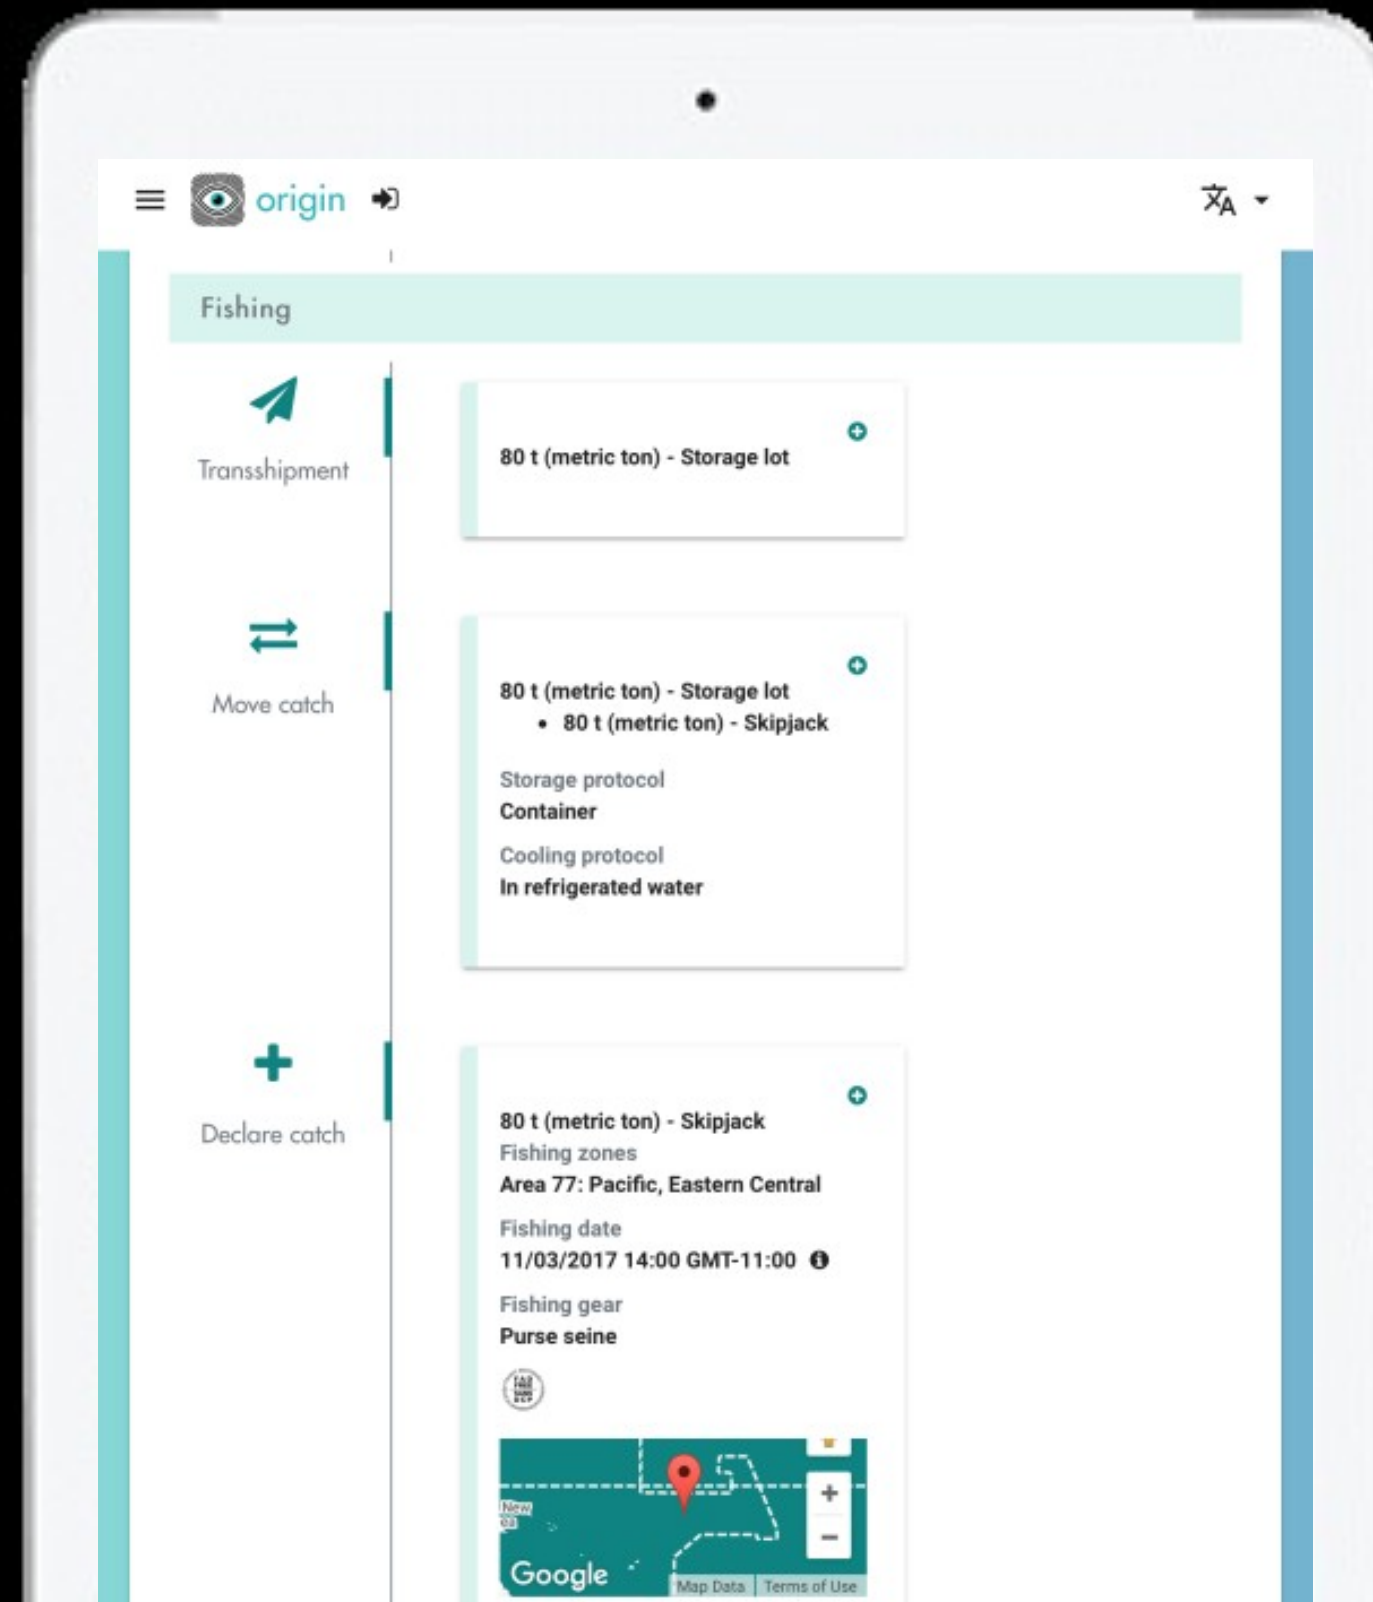 origin
Fishing
Transshipment
80 t (metric ton) - Storage lot
Move catch
80 t (metric ton) - Storage lot
• 80 t (metric ton) - Skipjack
Storage protocol
Container
Cooling protocol
In refrigerated water
Declare catch
80 t (metric ton) - Skipjack
Fishing zones
Area 77: Pacific, Eastern Central
Fishing date
11/03/2017 14:00 GMT-11:00
Fishing gear
Purse seine
New
Google
Map Data
Terms of Use